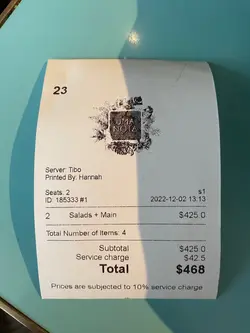 23
UMA
NOTA
Server: Tibo
Printed By: Hannah
Seats: 2 s1
ID: 185333 #1 2022-12-02 13:13
2 Salads + Main $425.0
Total Number of Items: 4
Subtotal $425.0
Service charge $42.5
Total $468
Prices are subjected to 10% service charge